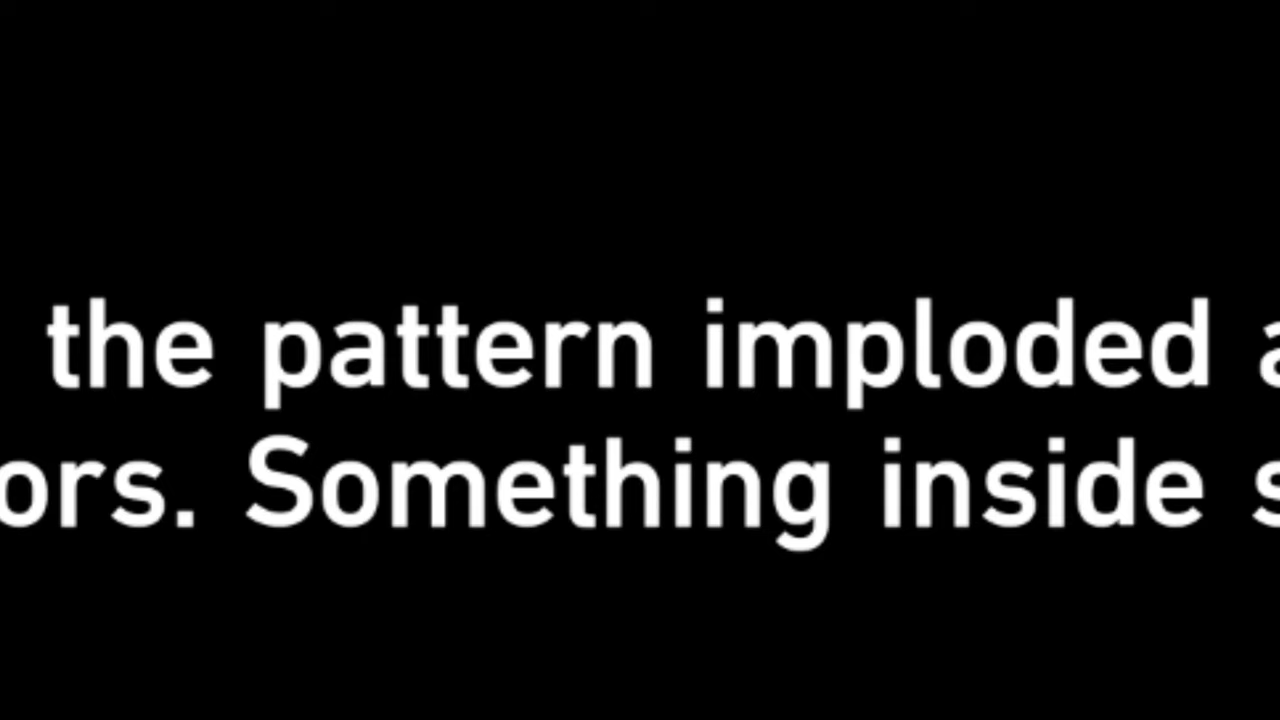 the pattern imploded a
ors. Something inside s